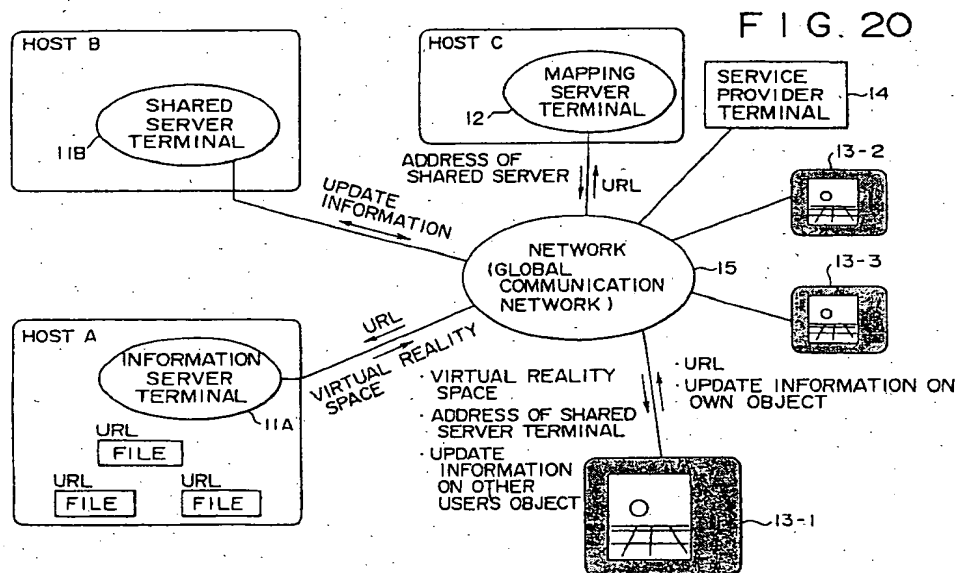 F I G. 20
HOST B
SHARED
SERVER
TERMINAL
11B
HOST C
MAPPING
SERVER
TERMINAL
12
SERVICE
PROVIDER
TERMINAL
14
ADDRESS OF
SHARED SERVER
URL
13-2
UPDATE
INFORMATION
NETWORK
(GLOBAL
COMMUNICATION
NETWORK)
15
13-3
HOST A
INFORMATION
SERVER
TERMINAL
11A
URL
FILE
URL
FILE
URL
FILE
URL
VIRTUAL REALITY
SPACE
· VIRTUAL REALITY
SPACE
· ADDRESS OF SHARED
SERVER TERMINAL
· UPDATE
INFORMATION
ON OTHER
USER'S OBJECT
· URL
· UPDATE INFORMATION ON
OWN OBJECT
13-1